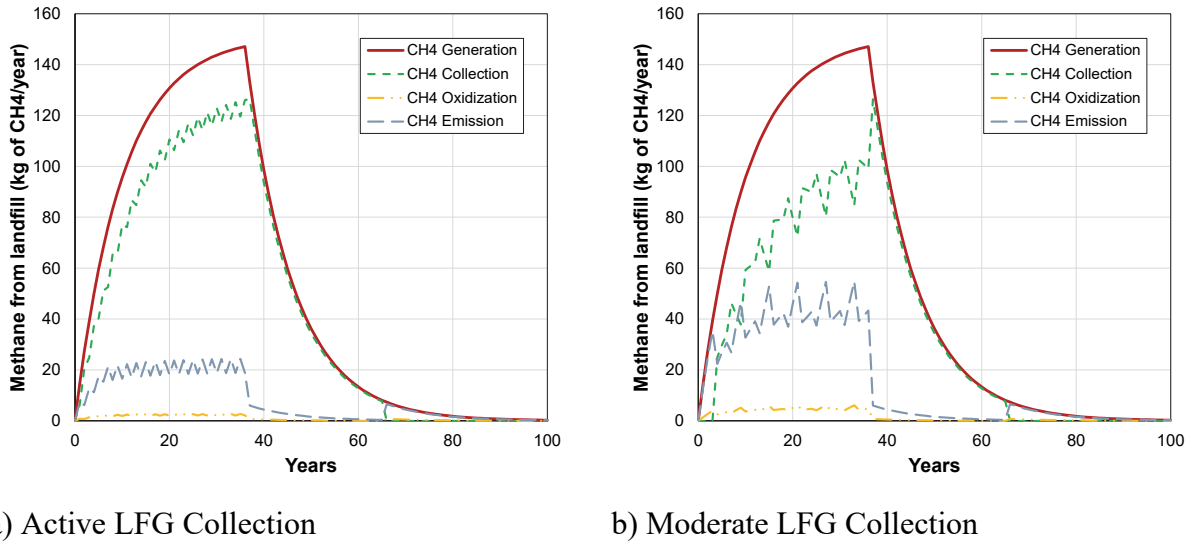 Methane from landfill (kg of CH4/year)
160
140
120
100
80
60
40
20
0
CH4 Generation
CH4 Collection
CH4 Oxidization
CH4 Emission
0 20 40 60 80 100
Years
Methane from landfill (kg of CH4/year)
160
140
120
100
80
60
40
20
0
CH4 Generation
CH4 Collection
CH4 Oxidization
CH4 Emission
0 20 40 60 80 100
Years
) Active LFG Collection
b) Moderate LFG Collection